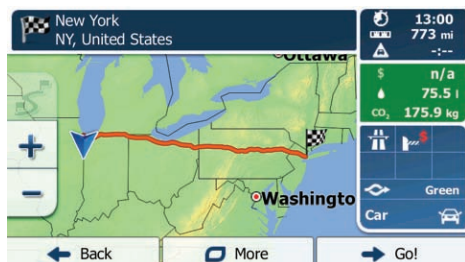 New York
NY, United States
13:00
773 mi
-:--
$ n/a
75.5 l
CO₂ 175.9 kg
Ottawa
Washingto
$
Green
Car
Back
More
Go!